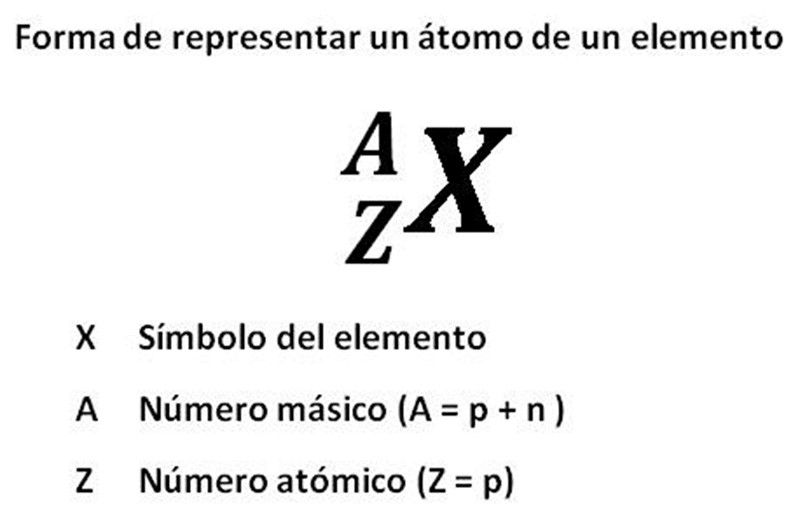 Forma de representar un átomo de un elemento
A
Z X
X Símbolo del elemento
A Número másico (A = p + n )
Z Número atómico (Z = p)